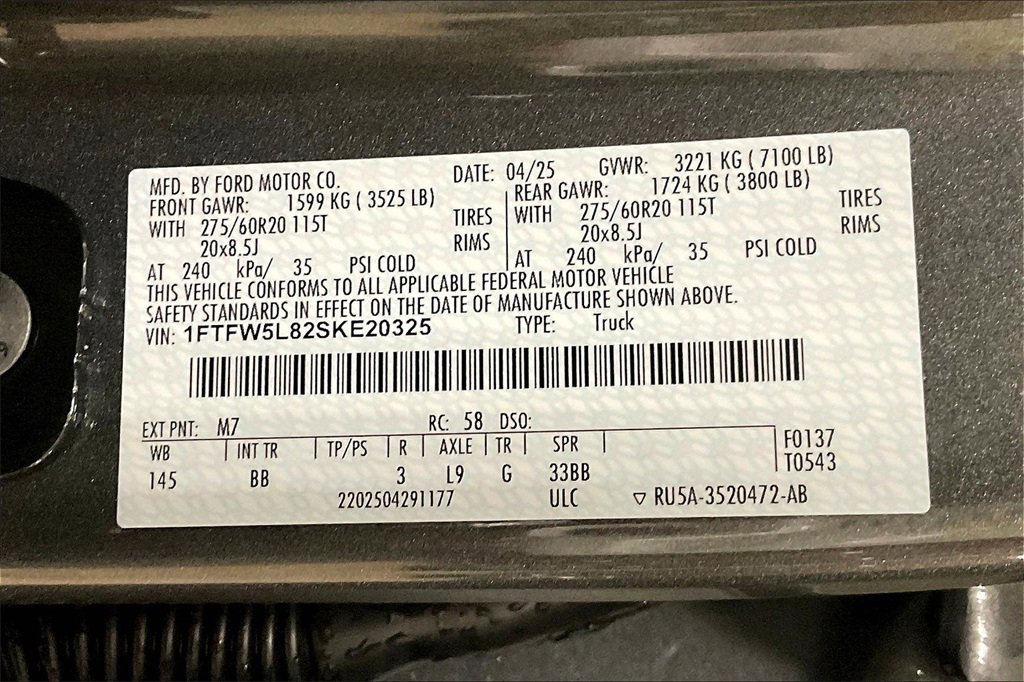 MFD. BY FORD MOTOR CO. DATE: 04/25 GVWR: 3221 KG ( 7100 LB)
FRONT GAWR: 1599 KG ( 3525 LB) REAR GAWR: 1724 KG ( 3800 LB)
WITH 275/60R20 115T TIRES WITH 275/60R20 115T TIRES
20x8.5J RIMS 20x8.5J RIMS
AT 240 kPa/ 35 PSI COLD AT 240 kPa/ 35 PSI COLD
THIS VEHICLE CONFORMS TO ALL APPLICABLE FEDERAL MOTOR VEHICLE
SAFETY STANDARDS IN EFFECT ON THE DATE OF MANUFACTURE SHOWN ABOVE.
VIN: 1FTFW5L82SKE20325 TYPE: Truck
EXT PNT: M7 RC: 58 DSO:
WB INT TR TP/PS R AXLE TR SPR F0137
145 BB 3 L9 G 33BB T0543
2202504291177 ULC ▽ RU5A-3520472-AB